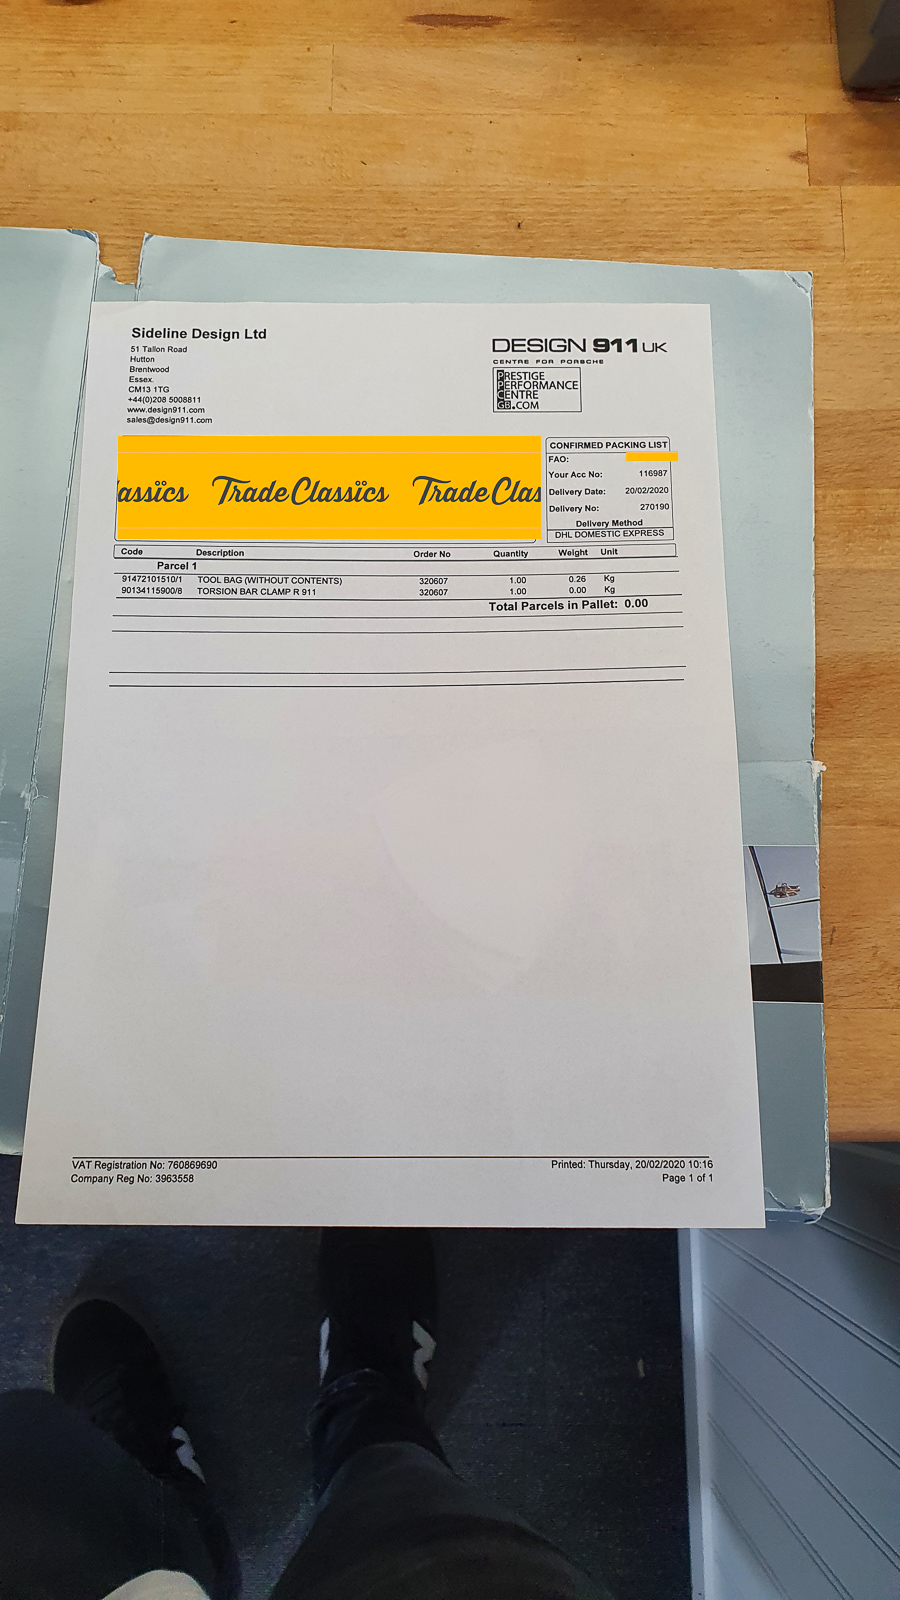 Sideline Design Ltd
51 Tallon Road
Hutton
Brentwood
Essex.
CM13 1TG
+44(0)208 5008811
www.design911.com
sales@design911.com
DESIGN 911 UK
CENTRE FOR PORSCHE
PRESTIGE
PERFORMANCE
CENTRE
GB.COM
assics TradeClassics TradeClas
CONFIRMED PACKING LIST
FAO:
Your Acc No: 116987
Delivery Date: 20/02/2020
Delivery No: 270190
Delivery Method
DHL DOMESTIC EXPRESS
Code Description Order No Quantity Weight Unit
Parcel 1
91472101510/1 TOOL BAG (WITHOUT CONTENTS) 320607 1.00 0.26 Kg
90134115900/8 TORSION BAR CLAMP R 911 320607 1.00 0.00 Kg
Total Parcels in Pallet: 0.00
VAT Registration No: 760869690
Company Reg No: 3963558
Printed: Thursday, 20/02/2020 10:16
Page 1 of 1